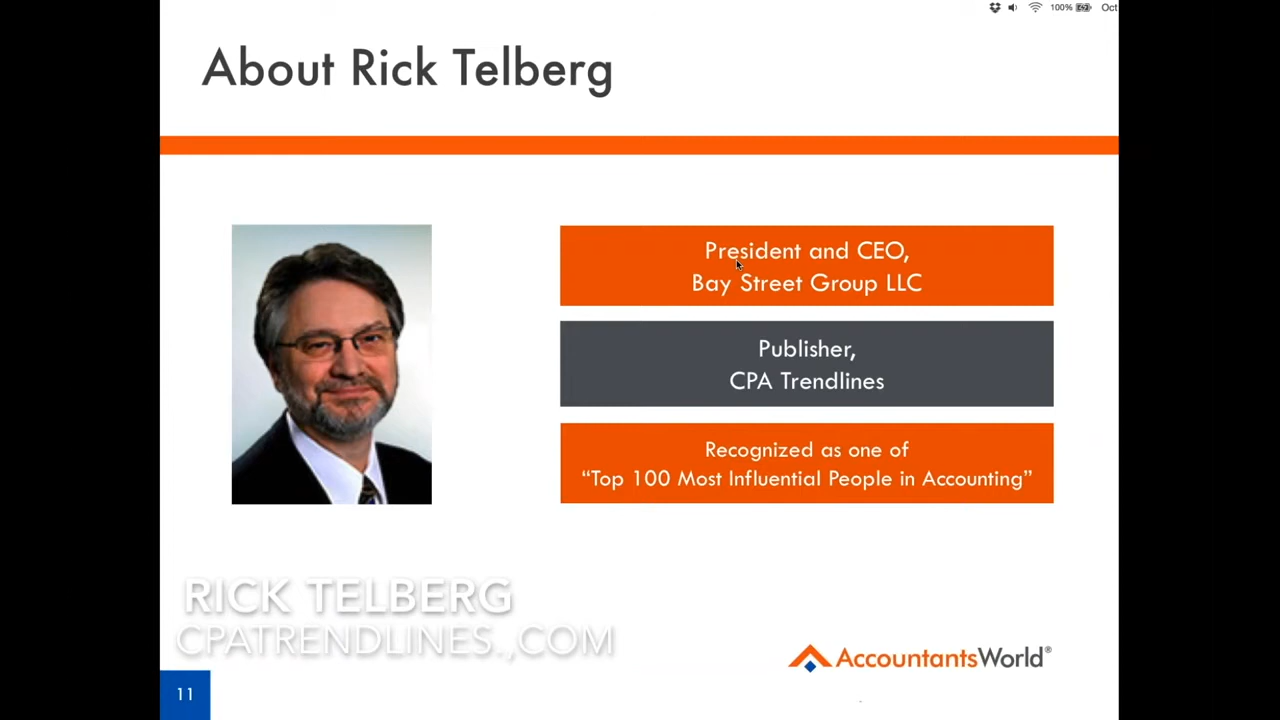 100% Oct
About Rick Telberg
President and CEO,
Bay Street Group LLC
Publisher,
CPA Trendlines
Recognized as one of
“Top 100 Most Influential People in Accounting”
RICK TELBERG
CPATRENDLINES.,COM
AccountantsWorld®
11